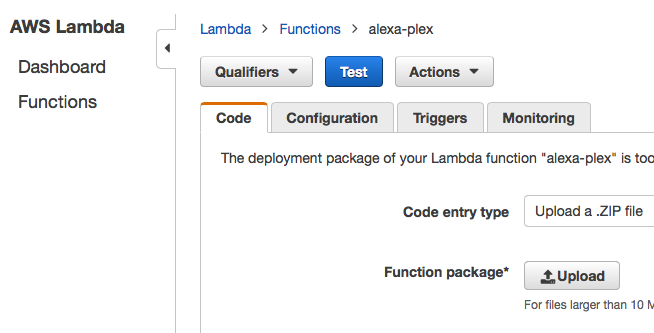 AWS Lambda
Dashboard
Functions
Lambda > Functions > alexa-plex
Qualifiers Test Actions
Code Configuration Triggers Monitoring
The deployment package of your Lambda function "alexa-plex" is too
Code entry type Upload a .ZIP file
Function package* Upload
For files larger than 10 M